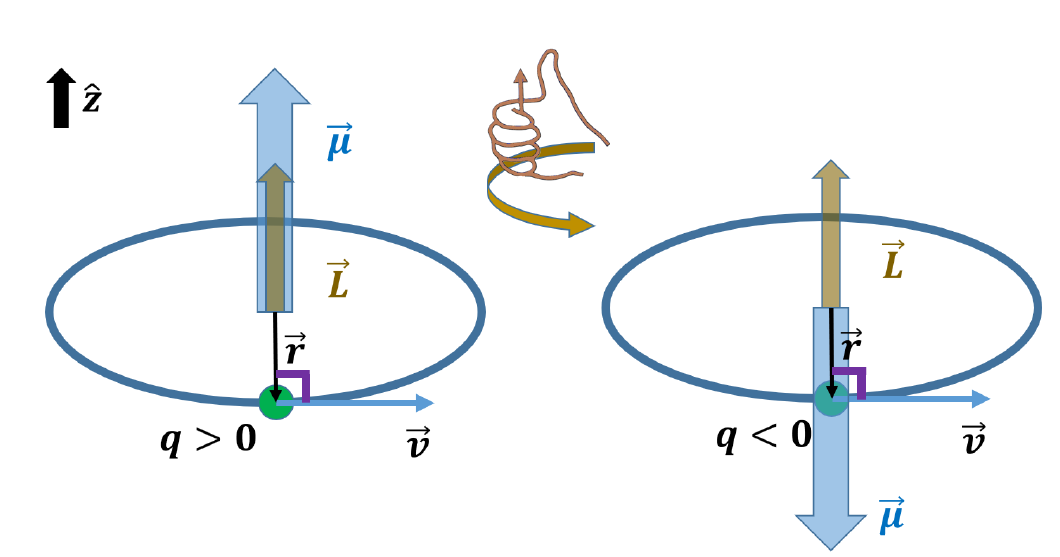 ẑ
μ⃗
L⃗
r⃗
q > 0
v⃗
L⃗
r⃗
q < 0
v⃗
μ⃗